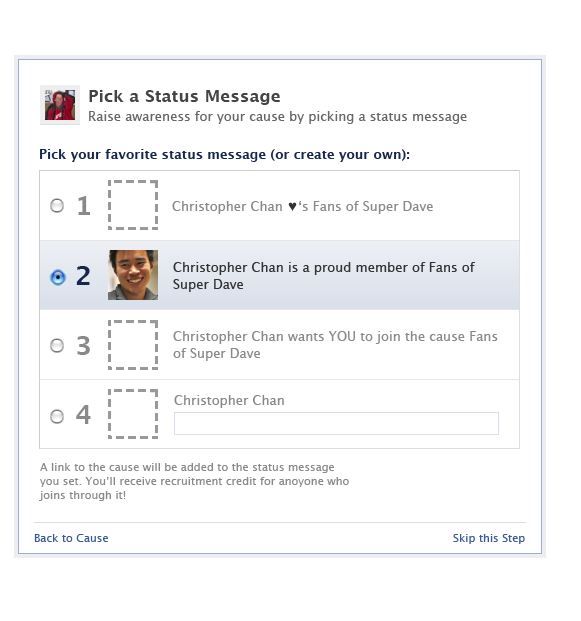 Pick a Status Message
Raise awareness for your cause by picking a status message
Pick your favorite status message (or create your own):
1
Christopher Chan ♥‘s Fans of Super Dave
2
Christopher Chan is a proud member of Fans of
Super Dave
3
Christopher Chan wants YOU to join the cause Fans
of Super Dave
4
Christopher Chan
A link to the cause will be added to the status message
you set. You'll receive recruitment credit for anoyone who
joins through it!
Back to Cause
Skip this Step